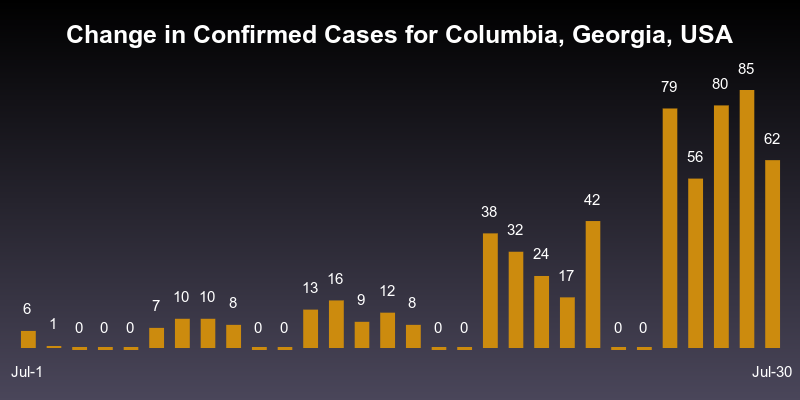 Change in Confirmed Cases for Columbia, Georgia, USA
6 1 0 0 0 7 10 10 8 0 0 13 16 9 12 8 0 0 38 32 24 17 42 0 0 79 56 80 85 62
Jul-1 Jul-30